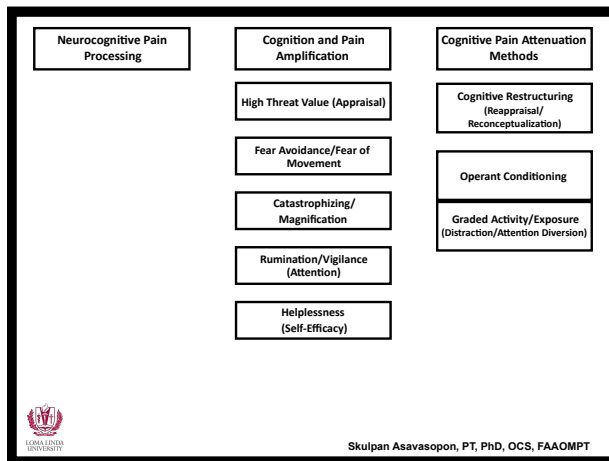 Neurocognitive Pain
Processing
Cognition and Pain
Amplification
High Threat Value (Appraisal)
Fear Avoidance/Fear of
Movement
Catastrophizing/
Magnification
Rumination/Vigilance
(Attention)
Helplessness
(Self-Efficacy)
Cognitive Pain Attenuation
Methods
Cognitive Restructuring
(Reappraisal/
Reconceptualization)
Operant Conditioning
Graded Activity/Exposure
(Distraction/Attention Diversion)
LOMA LINDA
UNIVERSITY
Skulpan Asavasopon, PT, PhD, OCS, FAAOMPT